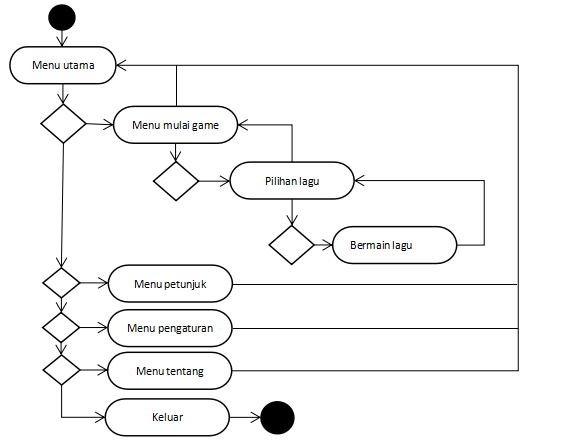 Menu utama
Menu mulai game
Pilihan lagu
Bermain lagu
Menu petunjuk
Menu pengaturan
Menu tentang
Keluar